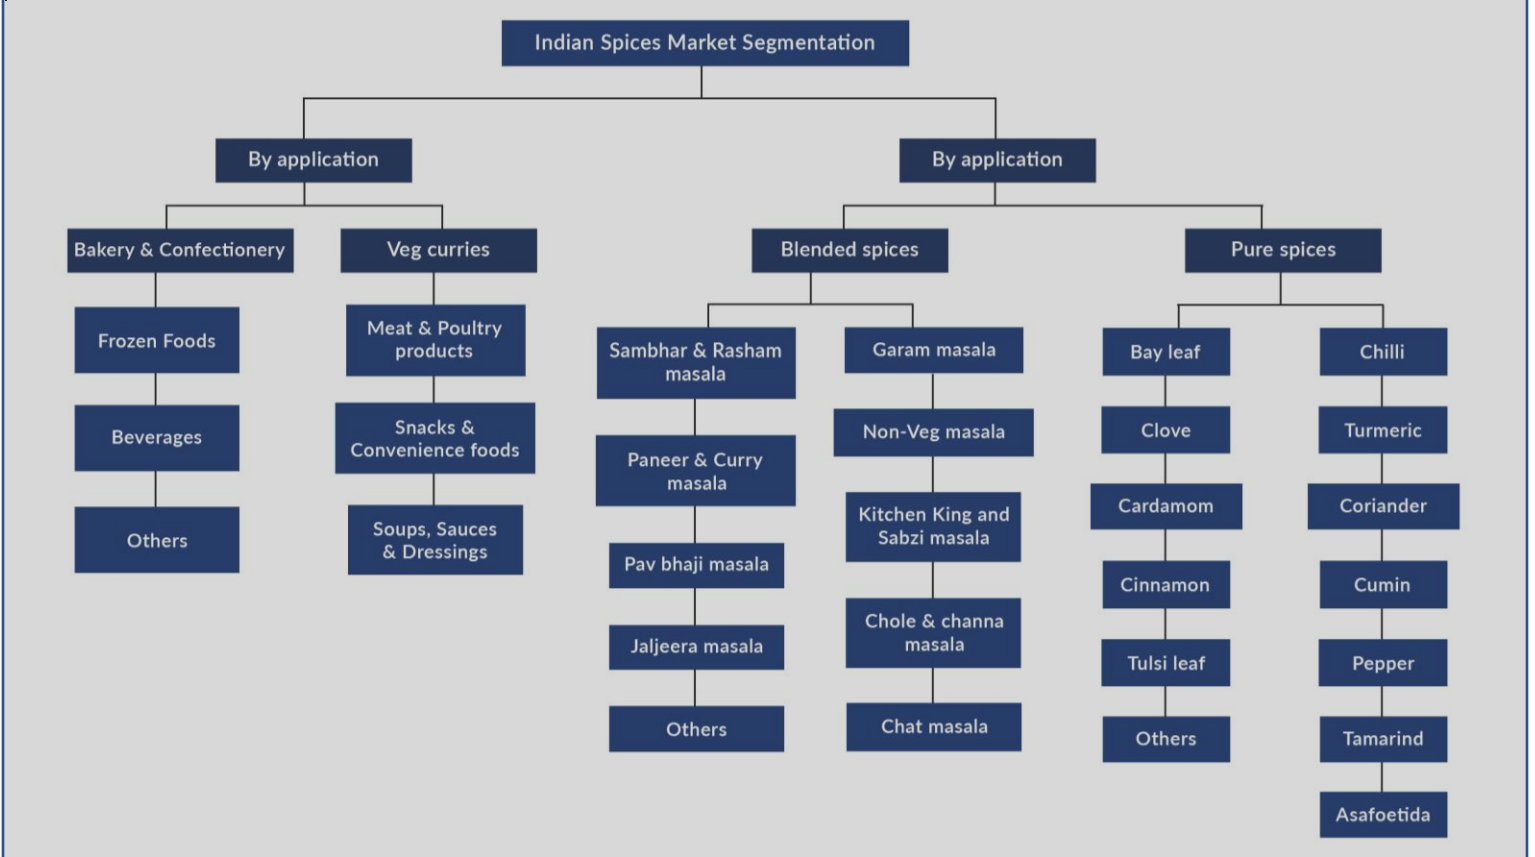 Indian Spices Market Segmentation
By application
By application
Bakery & Confectionery
Veg curries
Blended spices
Pure spices
Frozen Foods
Beverages
Others
Meat & Poultry
products
Snacks &
Convenience foods
Soups, Sauces
& Dressings
Sambhar & Rasham
masala
Paneer & Curry
masala
Pav bhaji masala
Jaljeera masala
Others
Garam masala
Non-Veg masala
Kitchen King and
Sabzi masala
Chole & channa
masala
Chat masala
Bay leaf
Clove
Cardamom
Cinnamon
Tulsi leaf
Others
Chilli
Turmeric
Coriander
Cumin
Pepper
Tamarind
Asafoetida